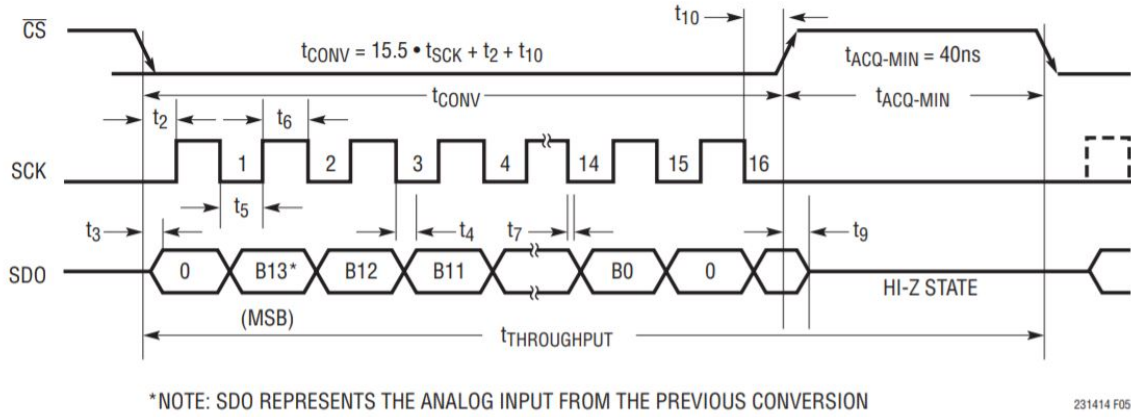 t10
CS
tCONV = 15.5 • tSCK + t2 + t10
tACQ-MIN = 40ns
tCONV
tACQ-MIN
t2
t6
SCK
1 2 3 4 14 15 16
t5
t3
t4
t7
t9
SDO
0 B13* B12 B11 B0 0
HI-Z STATE
(MSB)
tTHROUGHPUT
*NOTE: SDO REPRESENTS THE ANALOG INPUT FROM THE PREVIOUS CONVERSION
231414 F05